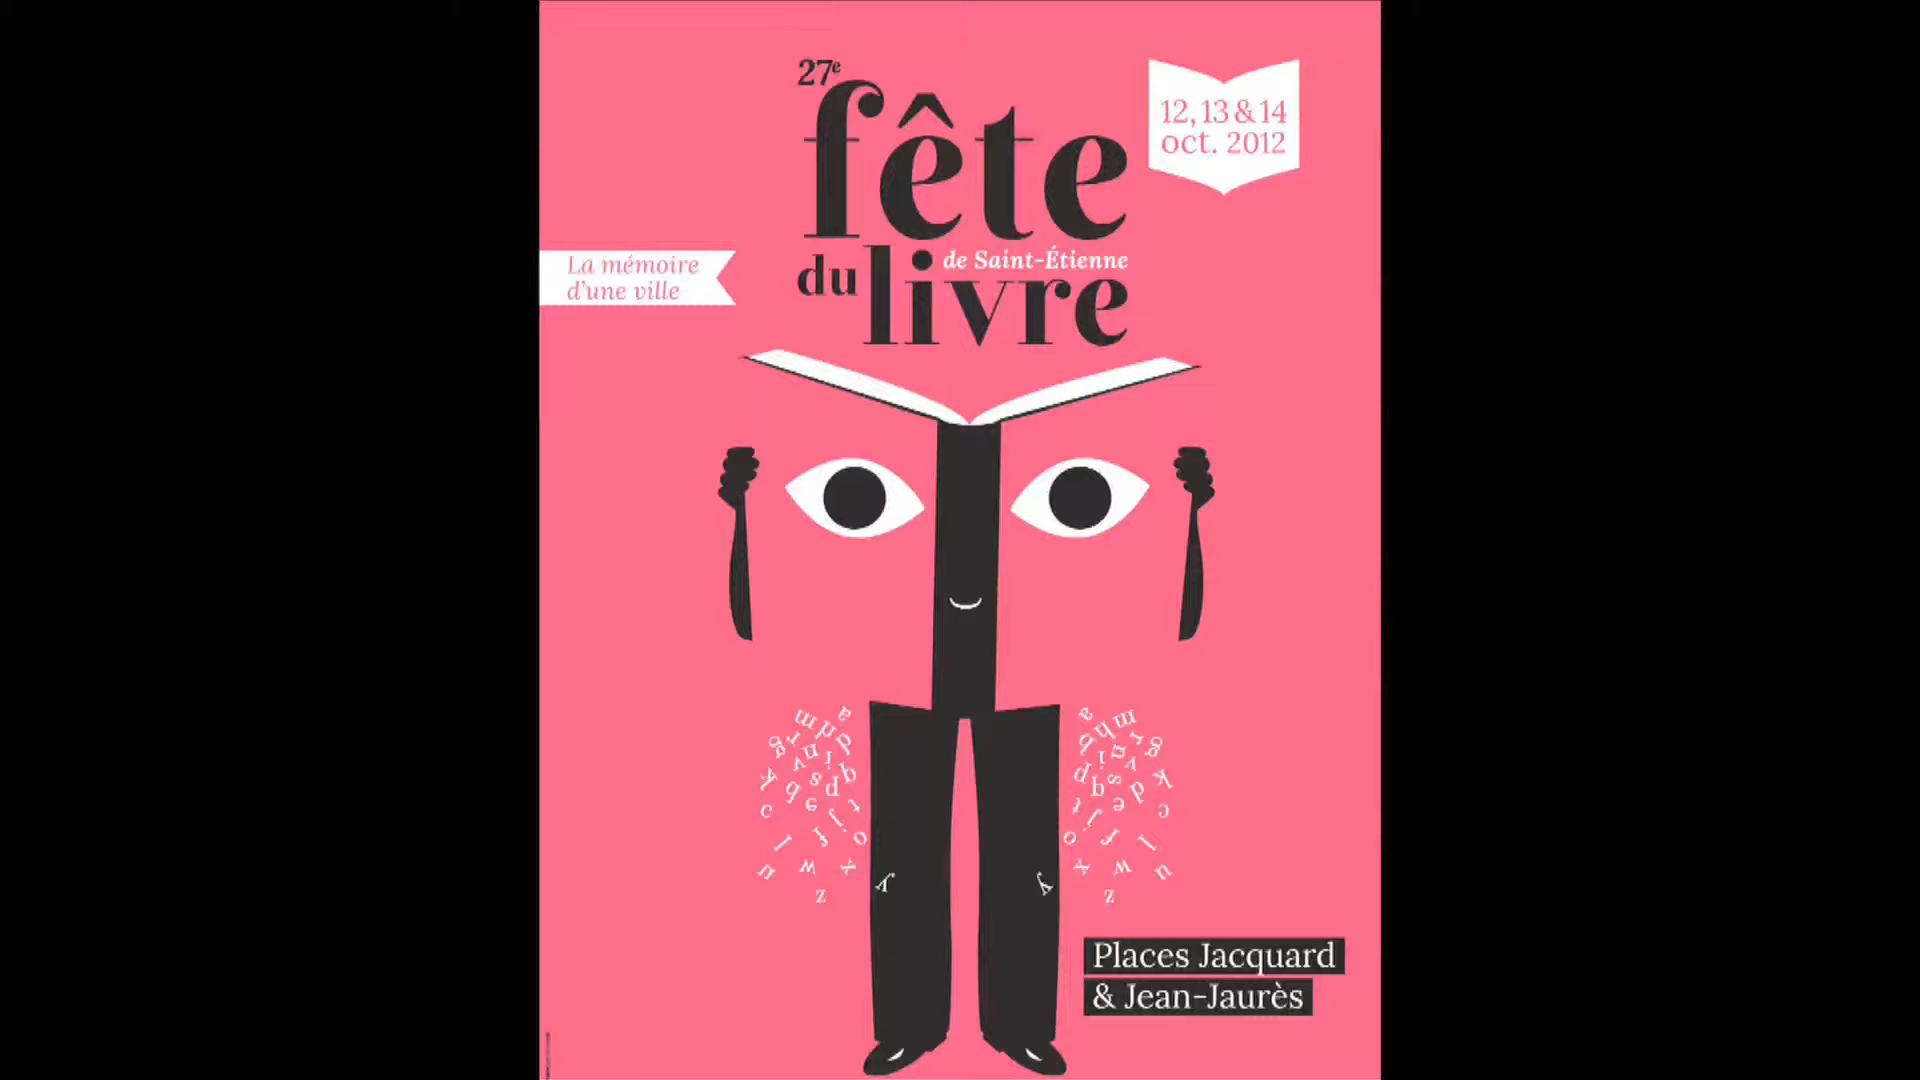 27e
fête
12, 13 & 14
oct. 2012
de Saint-Étienne
du livre
La mémoire
d'une ville
Places Jacquard
& Jean-Jaurès